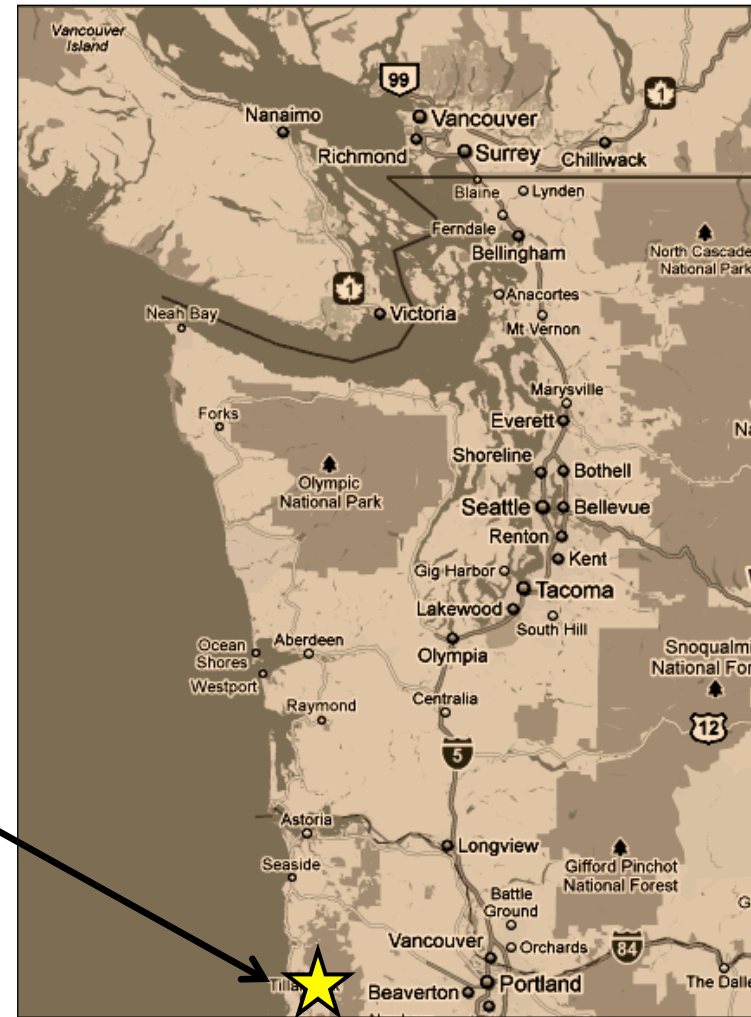 Vancouver
Island
99
1
Nanaimo
Vancouver
Richmond
Surrey
Chilliwack
Blaine
Lynden
Ferndale
Bellingham
North Cascade
National Park
1
Victoria
Anacortes
Neah Bay
Mt Vernon
Marysville
Forks
Everett
Na
Shoreline
Bothell
Olympic
National Park
Seattle
Bellevue
Renton
Kent
Gig Harbor
Tacoma
Lakewood
South Hill
Ocean
Shores
Aberdeen
Olympia
Snoqualmi
National For
Westport
Centralia
Raymond
12
5
Astoria
Longview
Seaside
Gifford Pinchot
National Forest
Battle
Ground
G
Vancouver
Orchards
84
Portland
The Dalle
Beaverton